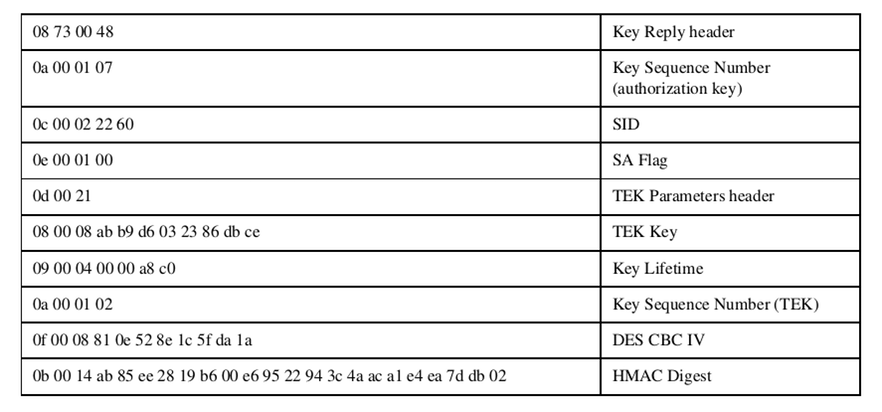 08 73 00 48 Key Reply header
0a 00 01 07 Key Sequence Number
(authorization key)
0c 00 02 22 60 SID
0e 00 01 00 SA Flag
0d 00 21 TEK Parameters header
08 00 08 ab b9 d6 03 23 86 db ce TEK Key
09 00 04 00 00 a8 c0 Key Lifetime
0a 00 01 02 Key Sequence Number (TEK)
0f 00 08 81 0e 52 8e 1c 5f da 1a DES CBC IV
0b 00 14 ab 85 ee 28 19 b6 00 e6 95 22 94 3c 4a ac a1 e4 ea 7d db 02 HMAC Digest